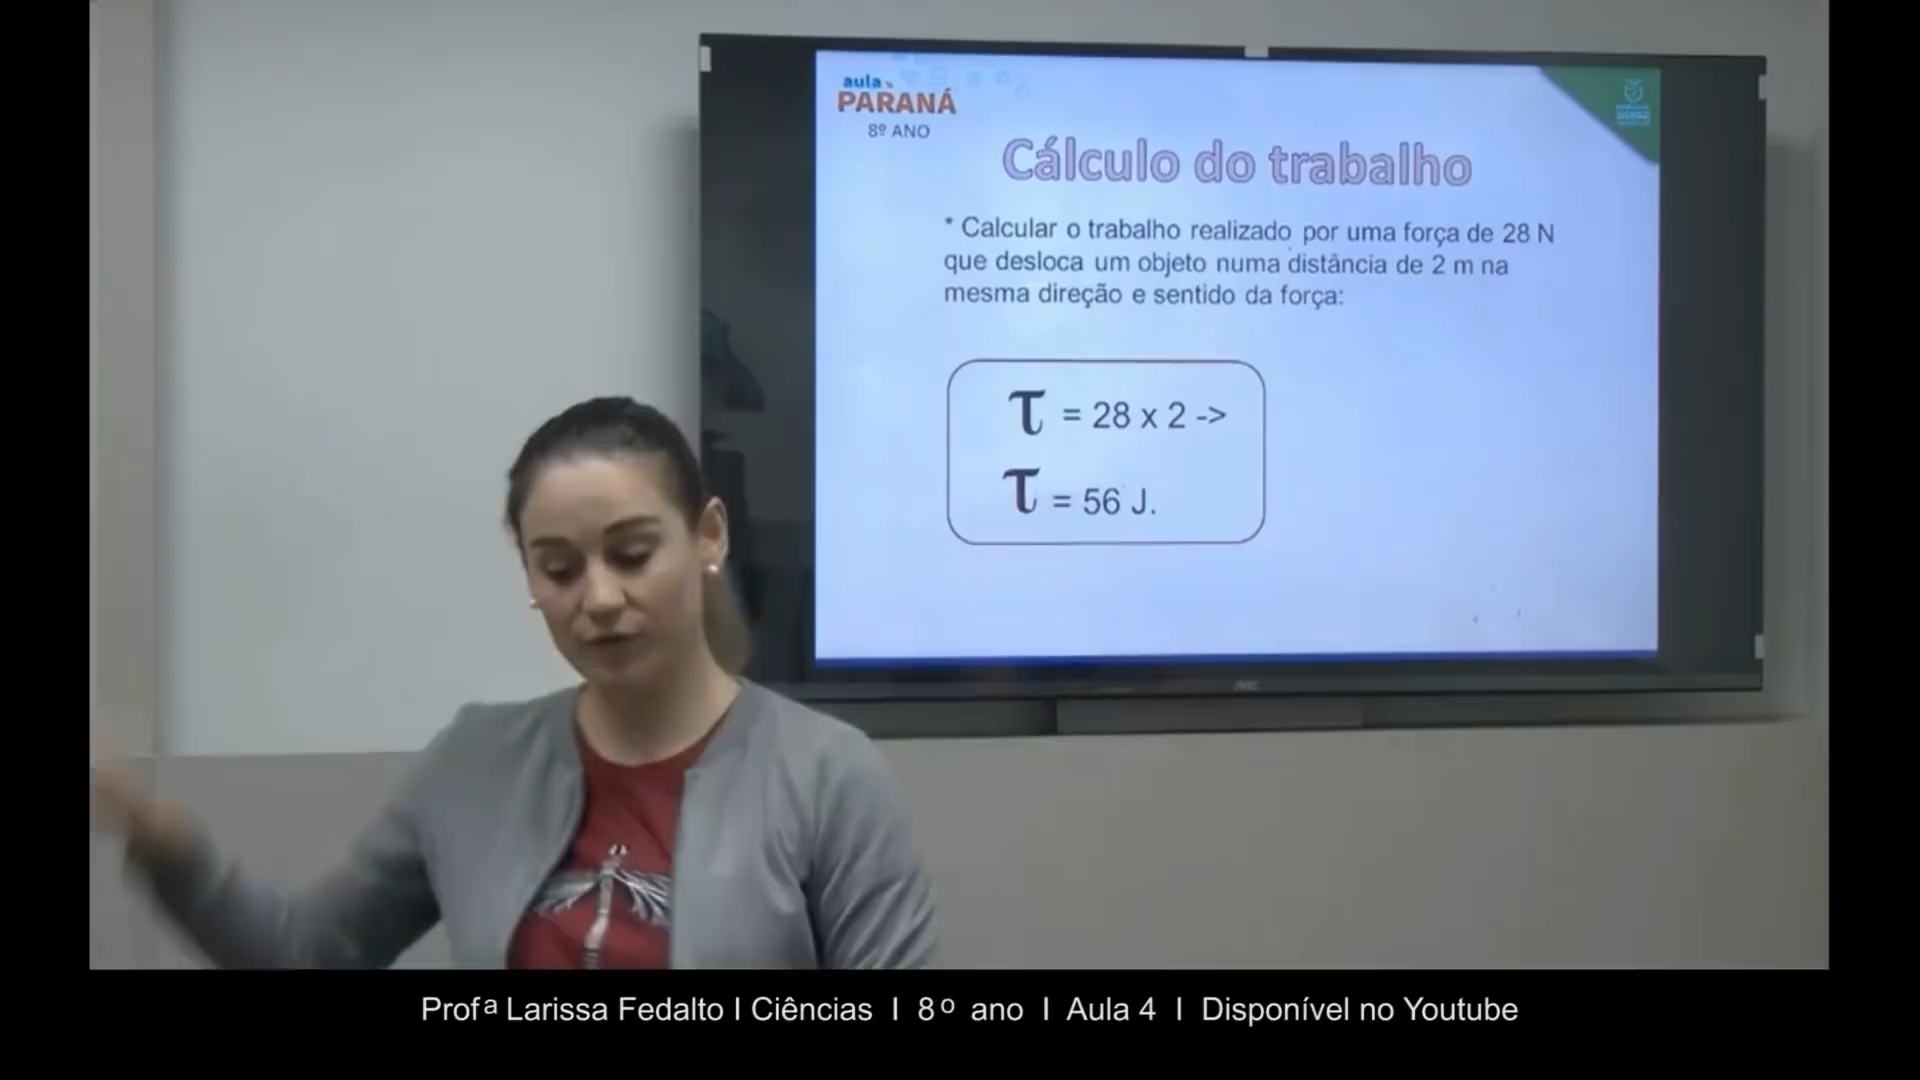 aula
PARANÁ
8º ANO
Cálculo do trabalho
* Calcular o trabalho realizado por uma força de 28 N
que desloca um objeto numa distância de 2 m na
mesma direção e sentido da força:
τ = 28 x 2 ->
τ = 56 J.
Profª Larissa Fedalto I Ciências I 8º ano I Aula 4 I Disponível no Youtube